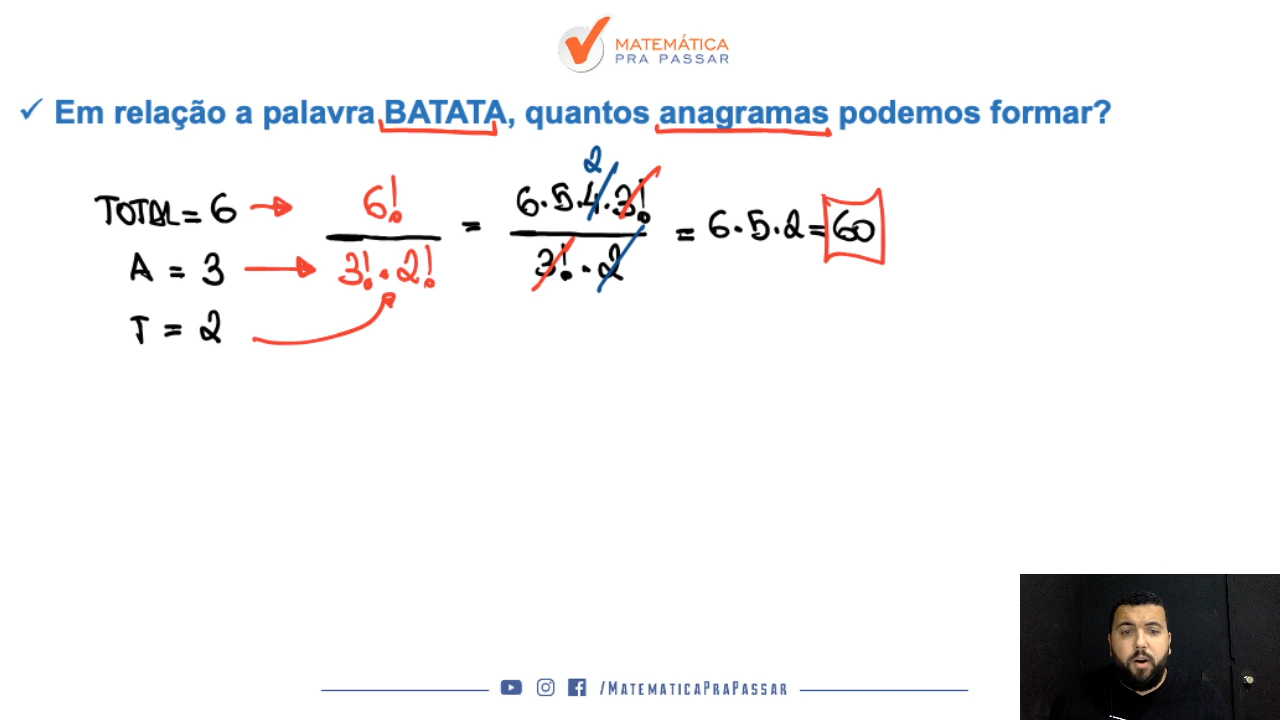 MATEMÁTICA
PRA PASSAR
✓ Em relação a palavra BATATA, quantos anagramas podemos formar?
TOTAL = 6 → 6! / 3! · 2! = 6 · 5 · 4 · 3! / 3! · 2 = 6 · 5 · 2 = 60
2
A = 3
T = 2
/MATEMATICAPRAPASSAR